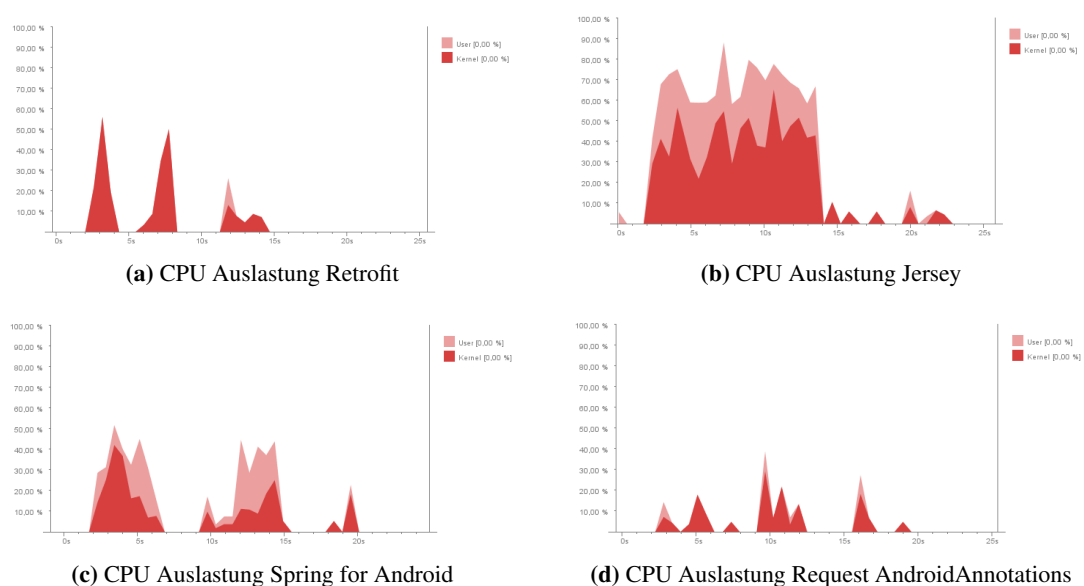 100,00 %
90,00 %
80,00 %
70,00 %
60,00 %
50,00 %
40,00 %
30,00 %
20,00 %
10,00 %
0s 5s 10s 15s 20s 25s
User [0,00 %]
Kernel [0,00 %]
(a) CPU Auslastung Retrofit
100,00 %
90,00 %
80,00 %
70,00 %
60,00 %
50,00 %
40,00 %
30,00 %
20,00 %
10,00 %
0s 5s 10s 15s 20s 25s
User [0,00 %]
Kernel [0,00 %]
(b) CPU Auslastung Jersey
100,00 %
90,00 %
80,00 %
70,00 %
60,00 %
50,00 %
40,00 %
30,00 %
20,00 %
10,00 %
0s 5s 10s 15s 20s
User [0,00 %]
Kernel [0,00 %]
(c) CPU Auslastung Spring for Android
100,00 %
90,00 %
80,00 %
70,00 %
60,00 %
50,00 %
40,00 %
30,00 %
20,00 %
10,00 %
0s 5s 10s 15s 20s 25s
User [0,00 %]
Kernel [0,00 %]
(d) CPU Auslastung Request AndroidAnnotations